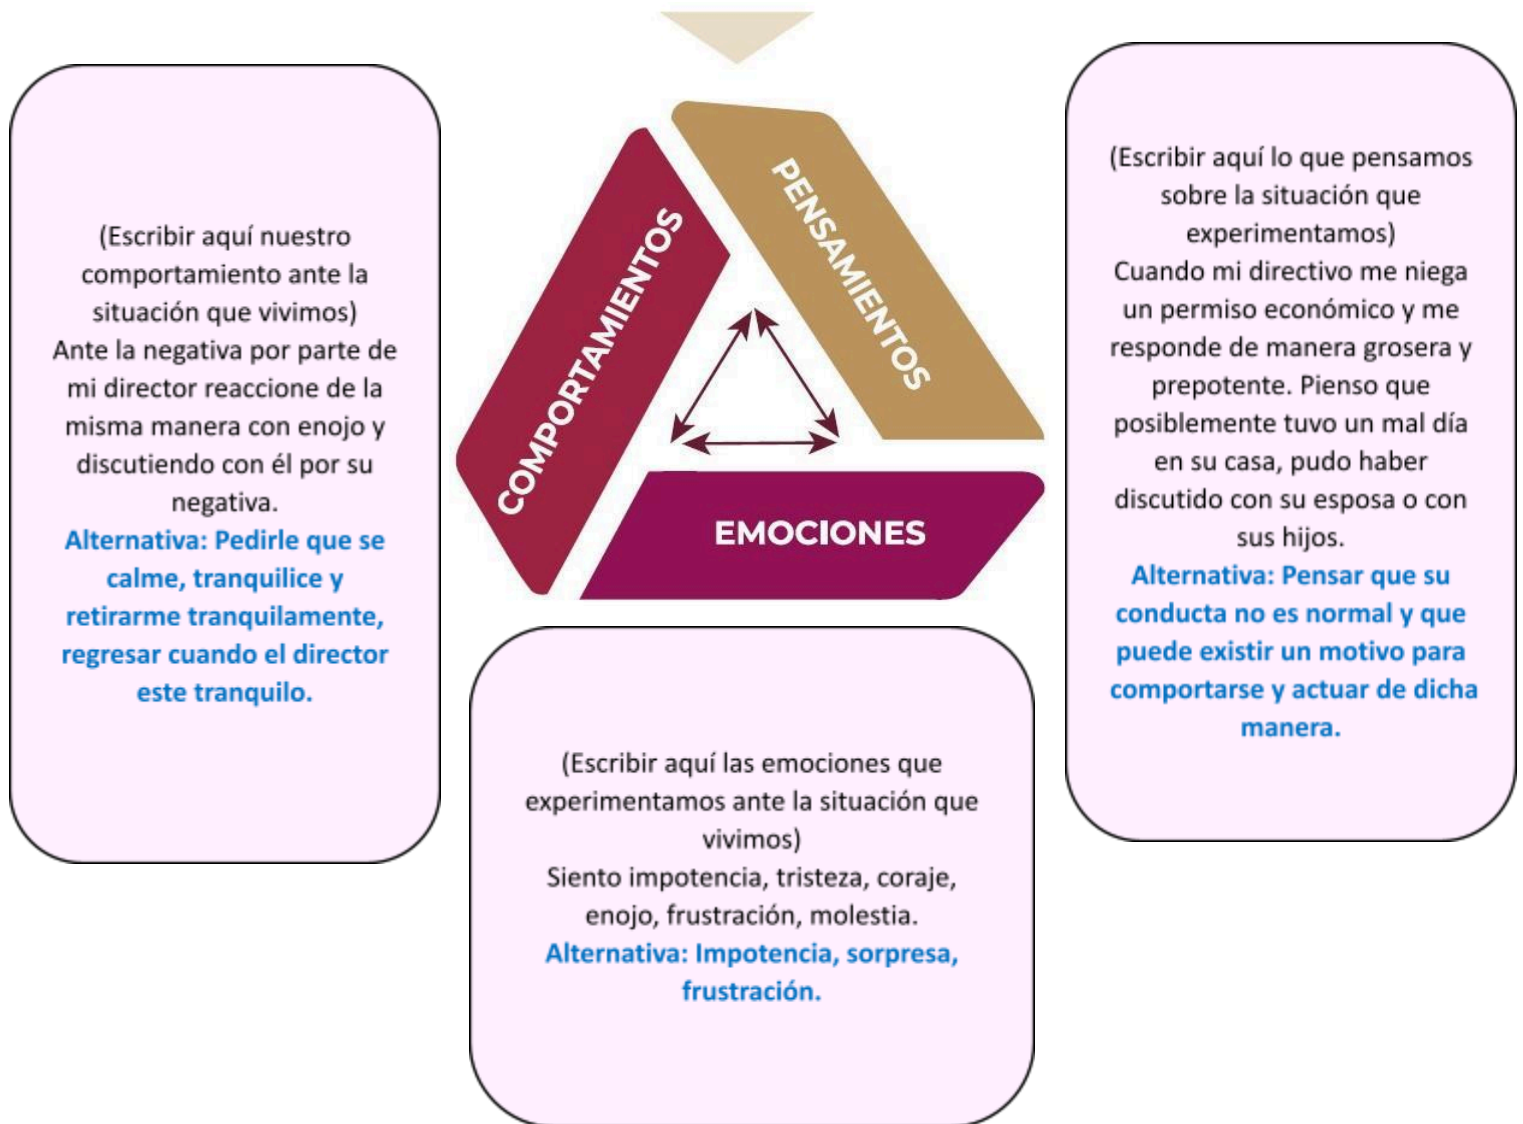 (Escribir aquí nuestro
comportamiento ante la
situación que vivimos)
Ante la negativa por parte de
mi director reaccione de la
misma manera con enojo y
discutiendo con él por su
negativa.
Alternativa: Pedirle que se
calme, tranquilice y
retirarme tranquilamente,
regresar cuando el director
este tranquilo.
COMPORTAMIENTOS
PENSAMIENTOS
EMOCIONES
(Escribir aquí lo que pensamos
sobre la situación que
experimentamos)
Cuando mi directivo me niega
un permiso económico y me
responde de manera grosera y
prepotente. Pienso que
posiblemente tuvo un mal día
en su casa, pudo haber
discutido con su esposa o con
sus hijos.
Alternativa: Pensar que su
conducta no es normal y que
puede existir un motivo para
comportarse y actuar de dicha
manera.
(Escribir aquí las emociones que
experimentamos ante la situación que
vivimos)
Siento impotencia, tristeza, coraje,
enojo, frustración, molestia.
Alternativa: Impotencia, sorpresa,
frustración.